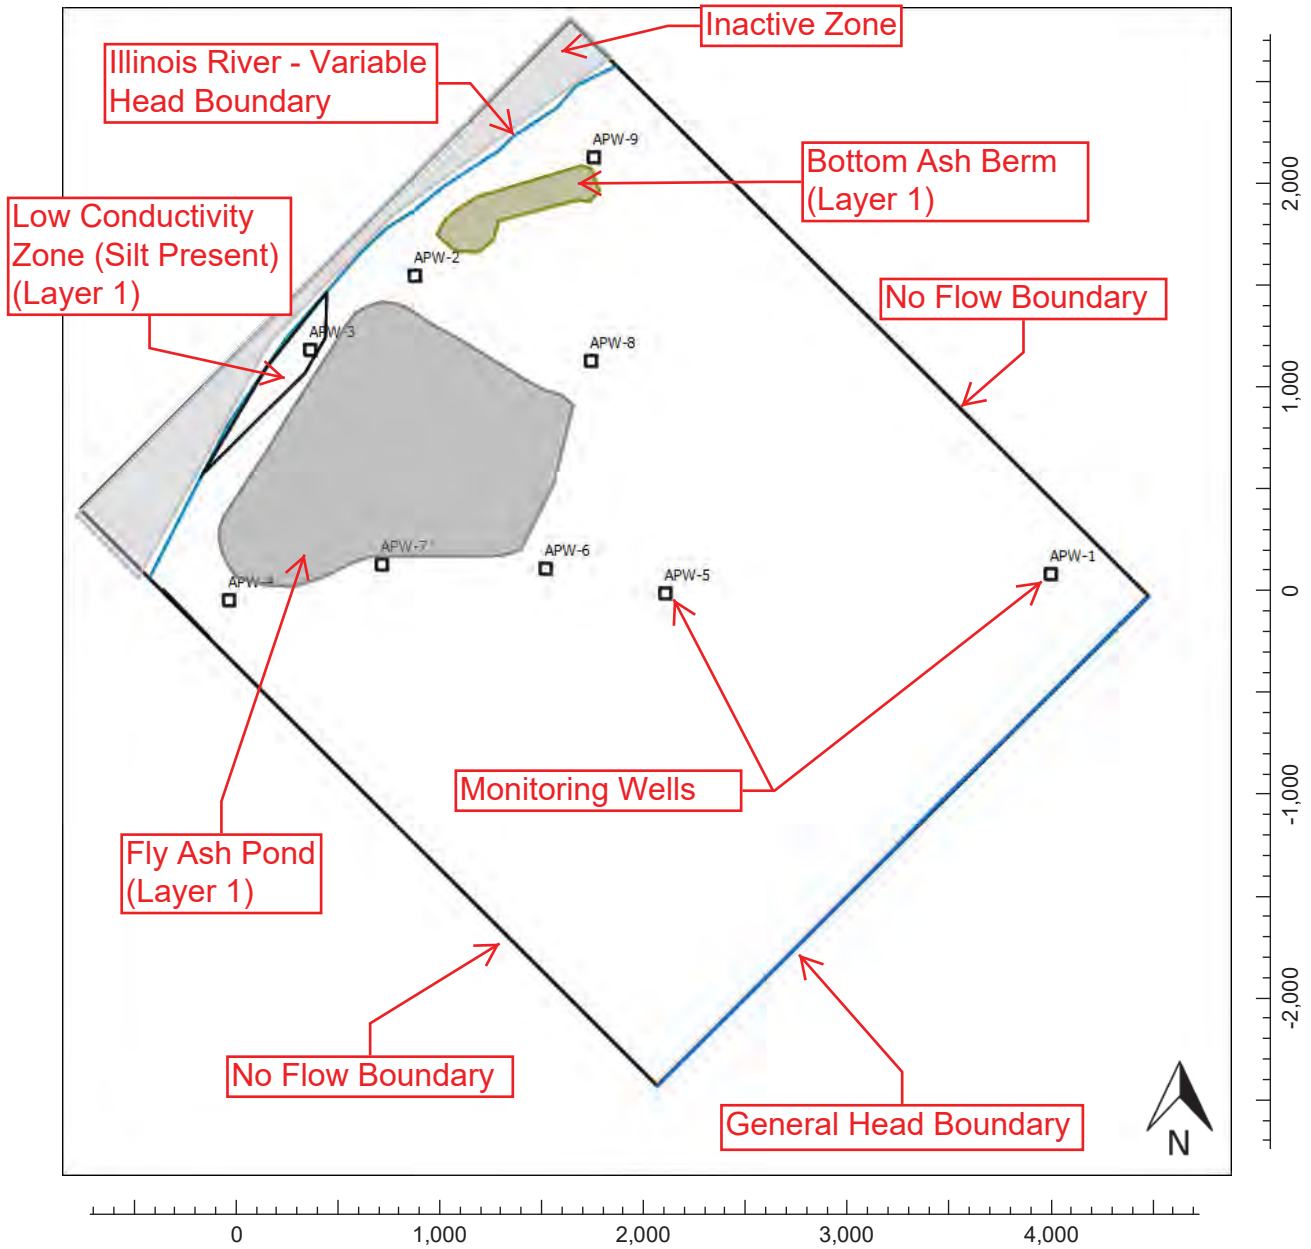 Inactive Zone
Illinois River - Variable
Head Boundary
APW-9
Bottom Ash Berm
(Layer 1)
Low Conductivity
Zone (Silt Present)
(Layer 1)
APW-2
No Flow Boundary
APW-3
APW-8
APW-7
APW-6
APW-1
APW-5
APW-4
Monitoring Wells
Fly Ash Pond
(Layer 1)
No Flow Boundary
General Head Boundary
N
2,000
1,000
0
-1,000
-2,000
0
1,000
2,000
3,000
4,000